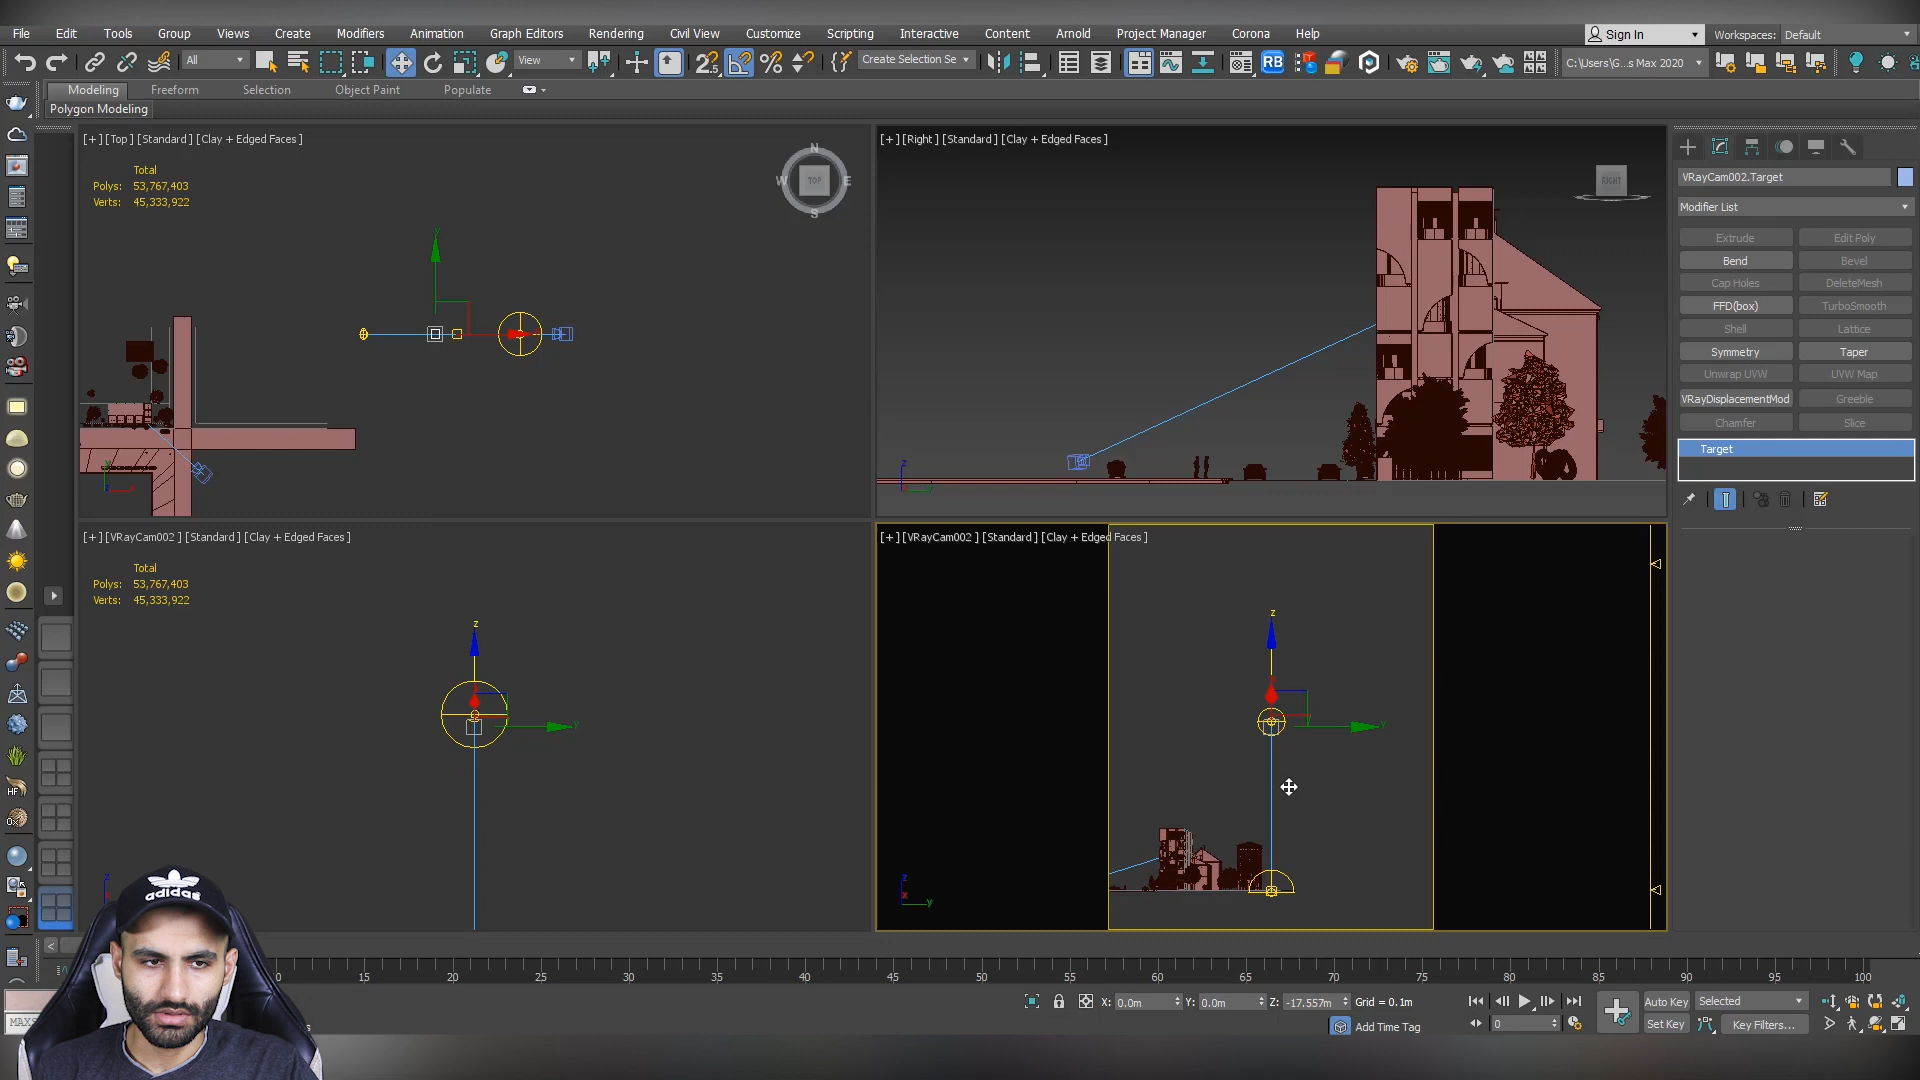 File Edit Tools Group Views Create Modifiers Animation Graph Editors Rendering Civil View Customize Scripting Interactive Content Arnold Project Manager Corona Help Sign In Workspaces: Default
All View Create Selection Se RB C:\Users\G...s Max 2020
Modeling Freeform Selection Object Paint Populate
Polygon Modeling
[+] [Top] [Standard] [Clay + Edged Faces]
Total
Polys: 53,767,403
Verts: 45,333,922
N
W TOP E
S
y
[+] [Right] [Standard] [Clay + Edged Faces]
RIGHT
z
[+] [VRayCam002] [Standard] [Clay + Edged Faces]
Total
Polys: 53,767,403
Verts: 45,333,922
z
y
[+] [VRayCam002] [Standard] [Clay + Edged Faces]
z
y
z
y
VRayCam002.Target
Modifier List
Extrude Edit Poly
Bend Bevel
Cap Holes DeleteMesh
FFD(box) TurboSmooth
Shell Lattice
Symmetry Taper
Unwrap UVW UVW Map
VRayDisplacementMod Greeble
Chamfer Slice
Target
HF
adidas
0 15 20 25 30 35 40 45 50 55 60 65 70 75 80 85 90 95 100
X: 0.0m Y: 0.0m Z: -17.557m Grid = 0.1m
Add Time Tag
0
Auto Key Selected
Set Key Key Filters...
MAXS